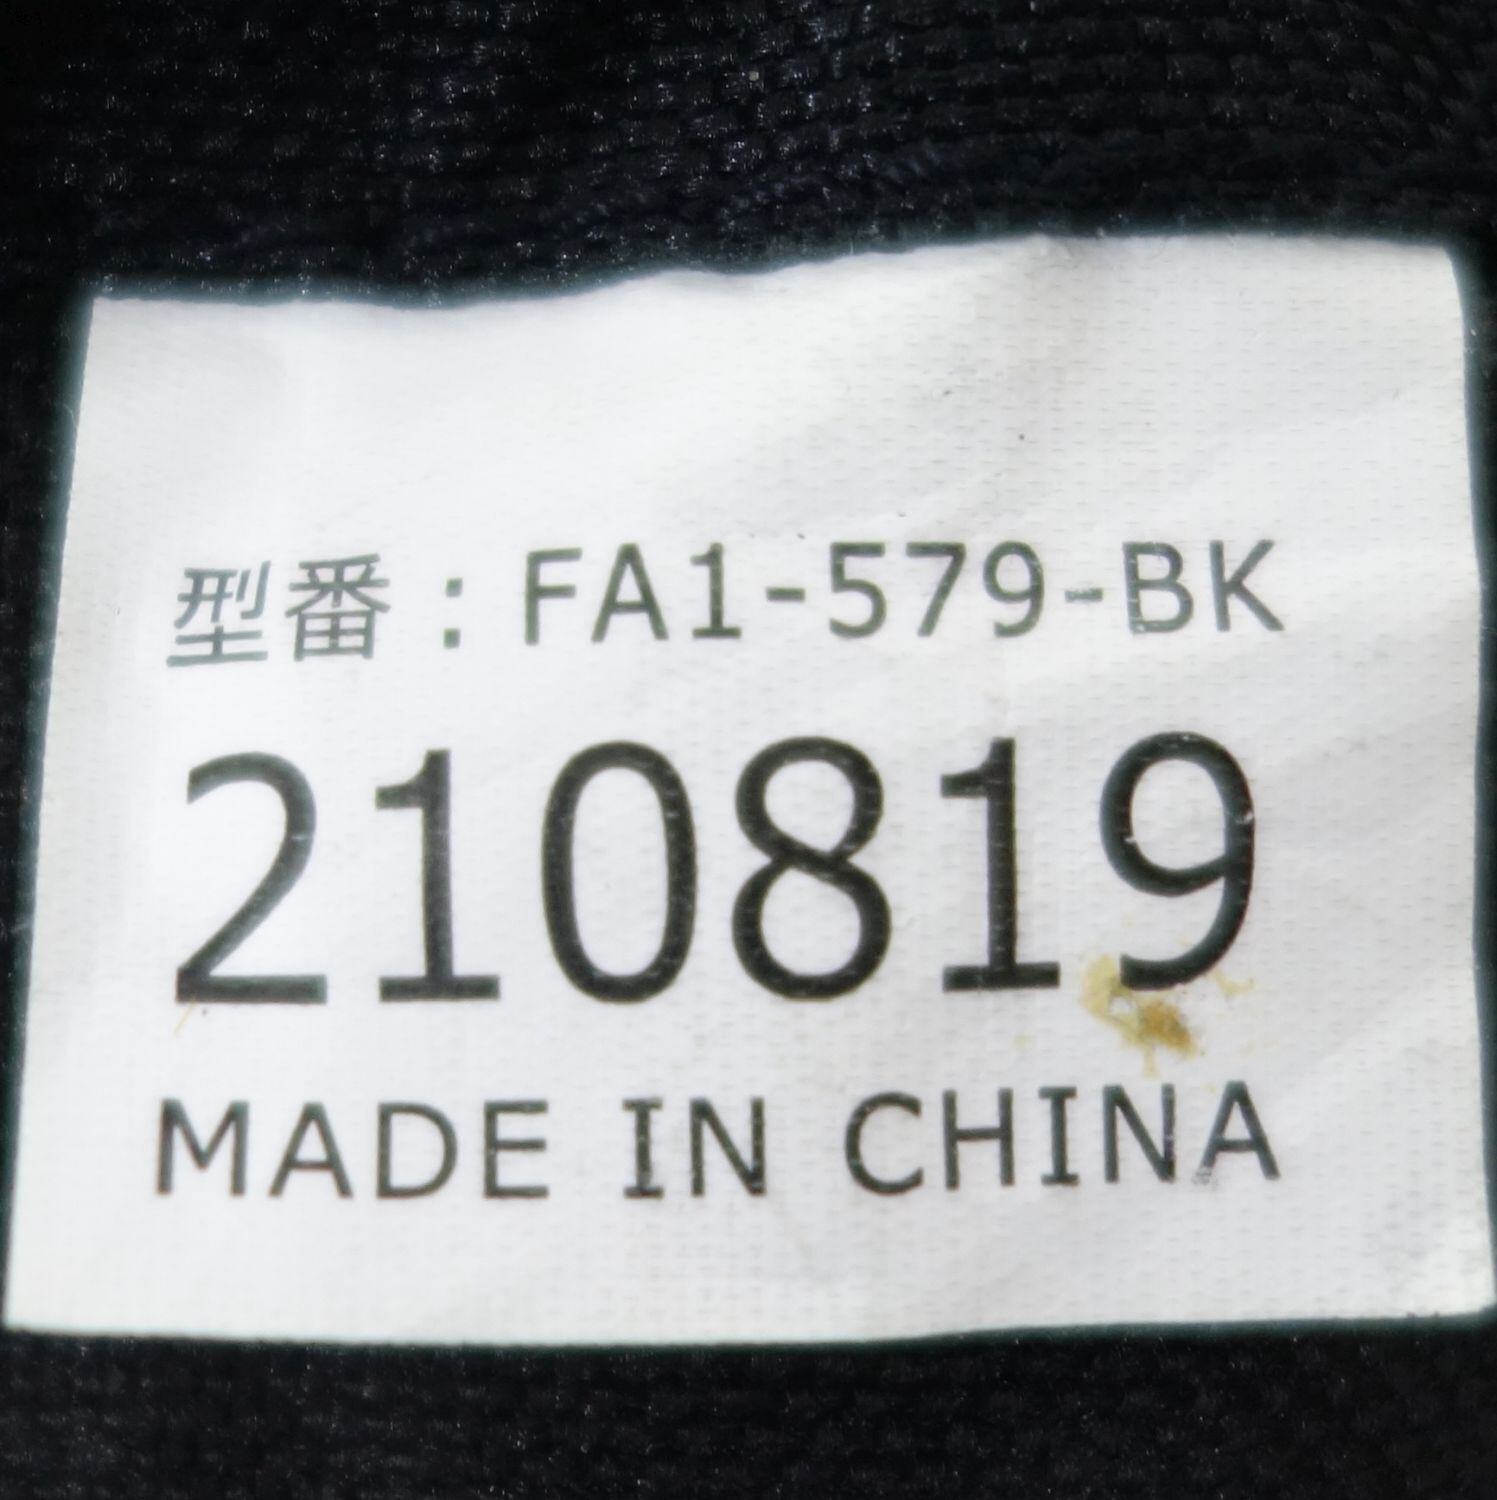 型番：FA1-579-BK
210819
MADE IN CHINA